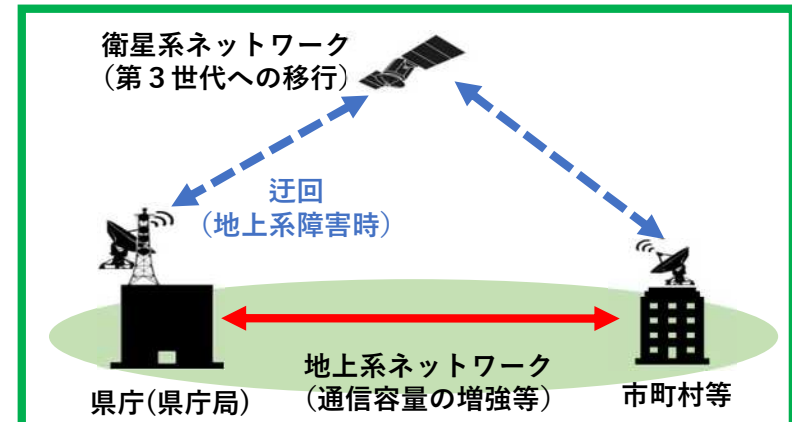 衛星系ネットワーク
（第３世代への移行）
迂回
（地上系障害時）
地上系ネットワーク
（通信容量の増強等）
県庁(県庁局)
市町村等